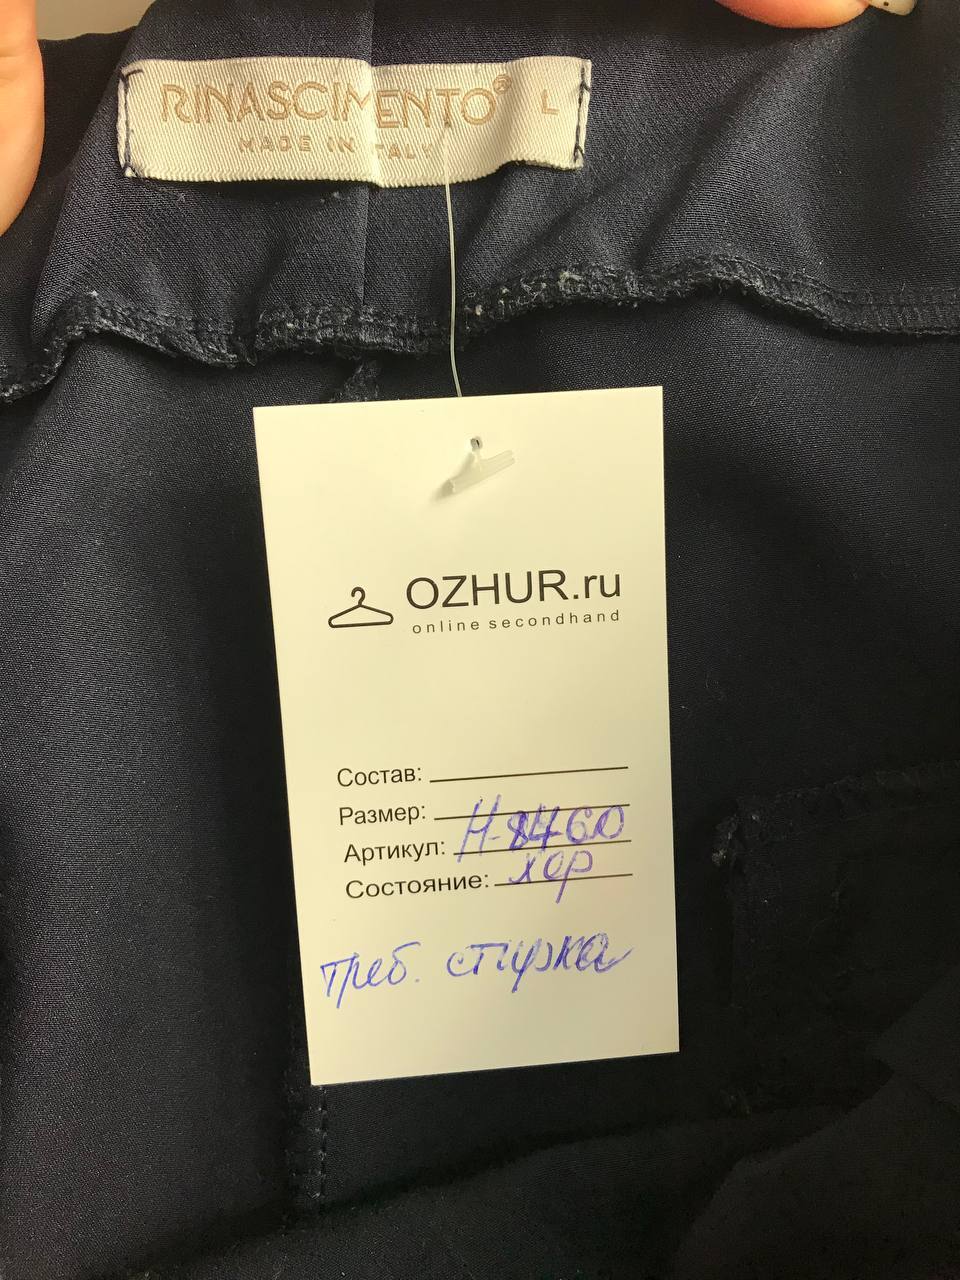 RINASCIMENTO® L
MADE IN ITALY
OZHUR.ru
online secondhand
Состав:
Размер:
Артикул: Н-8460
Состояние: хор
треб. стирка